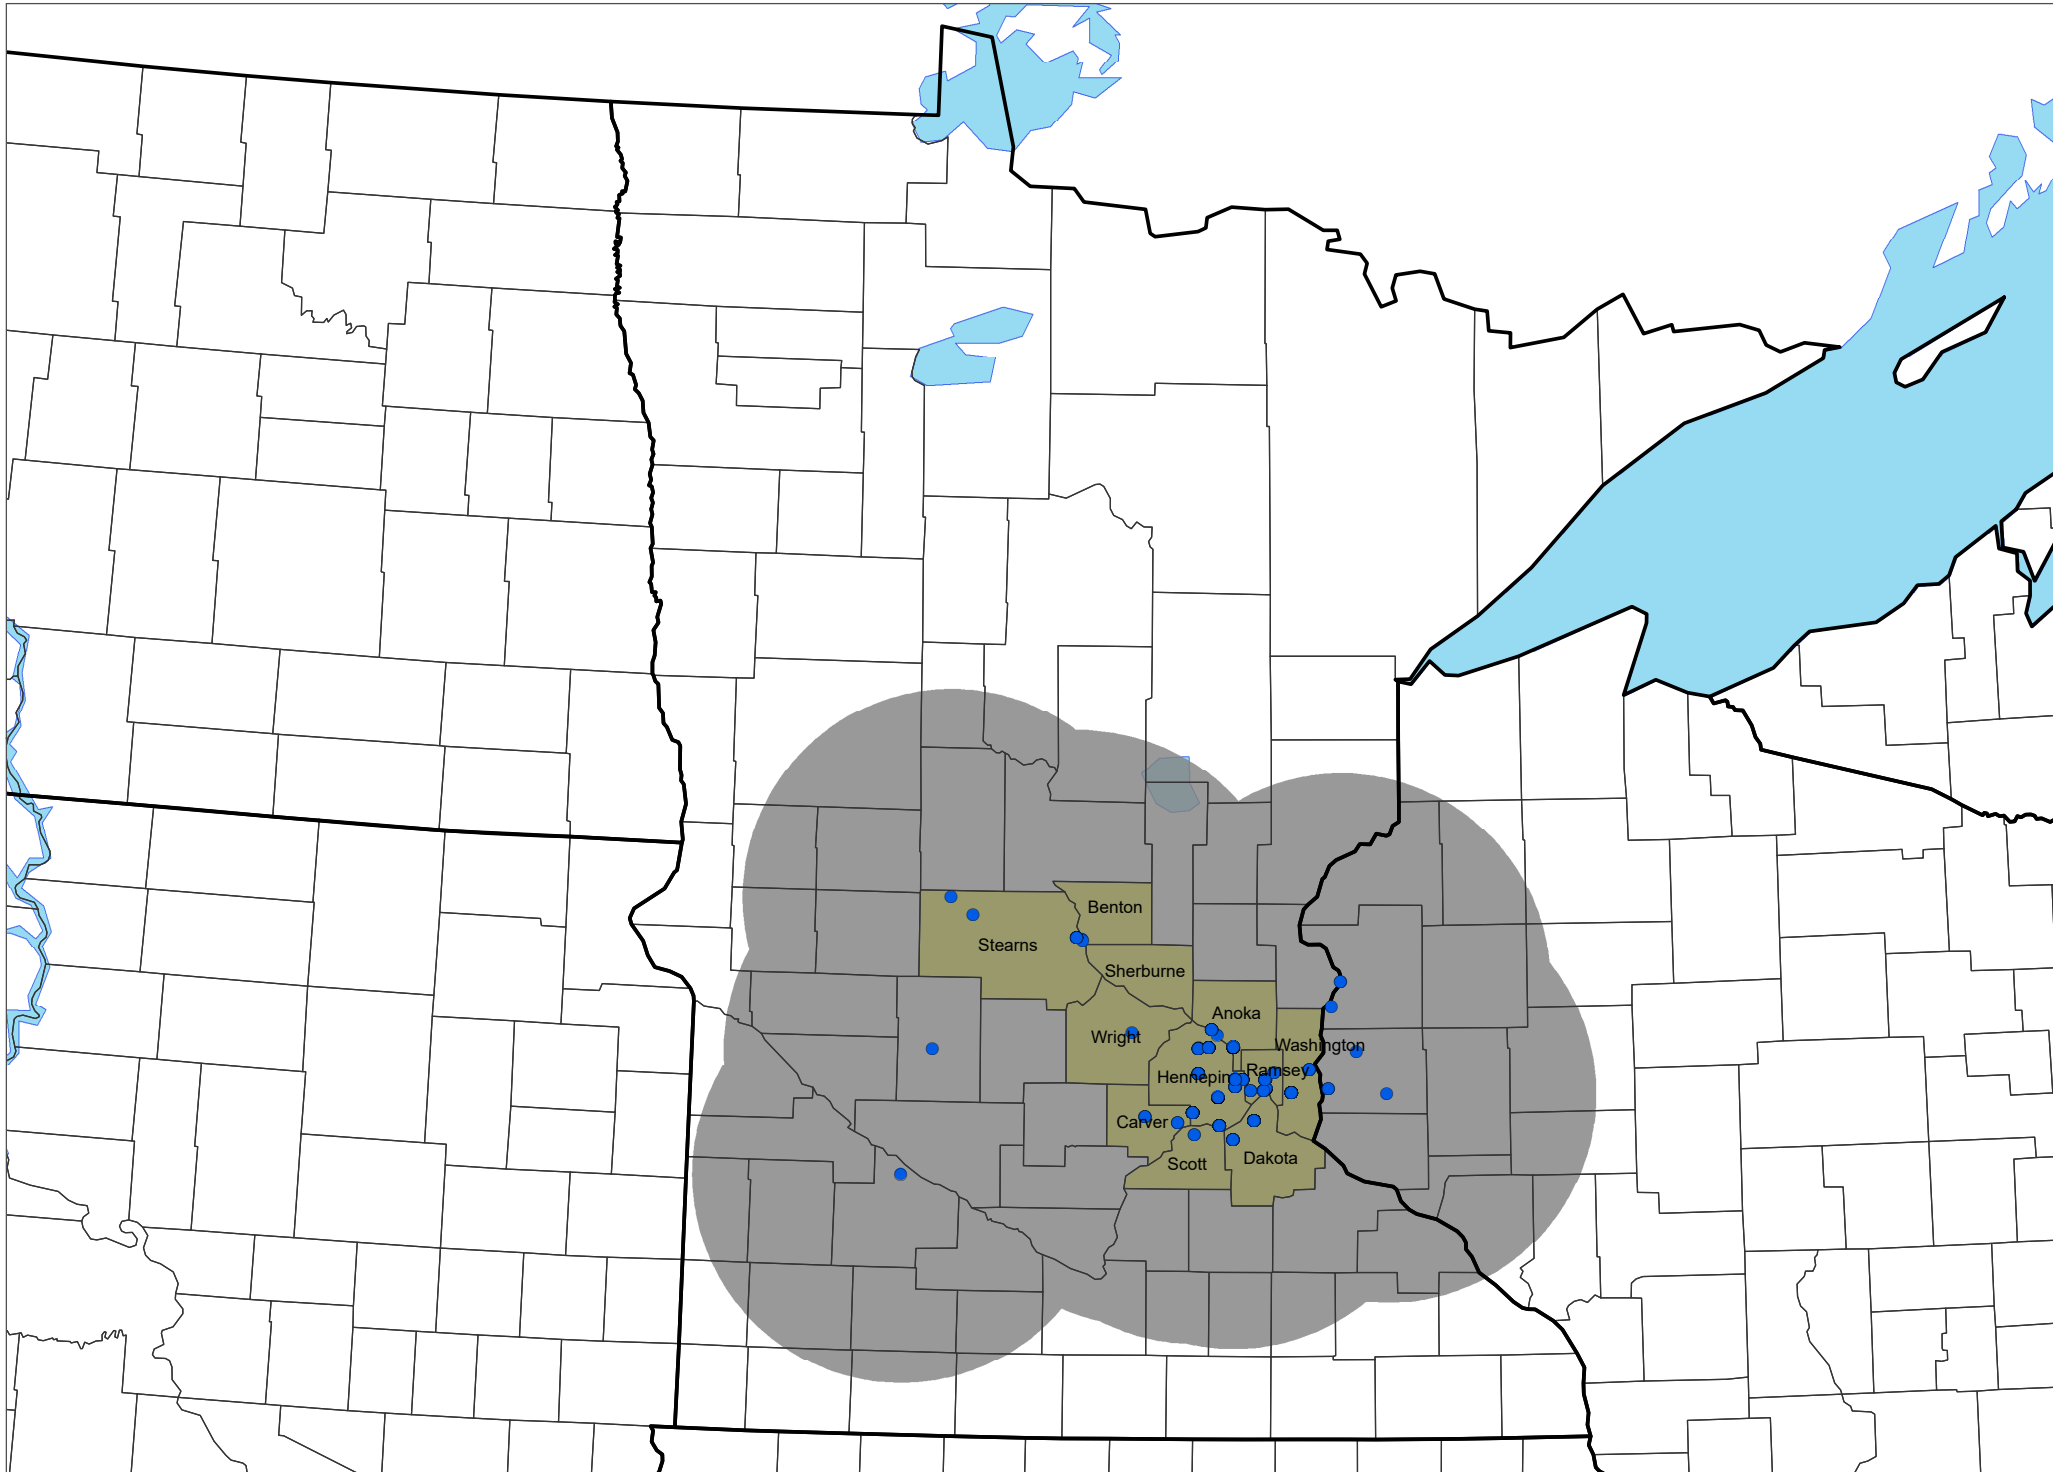 Benton
Stearns
Sherburne
Anoka
Wright
Washington
Ramsey
Hennepin
Carver
Scott
Dakota